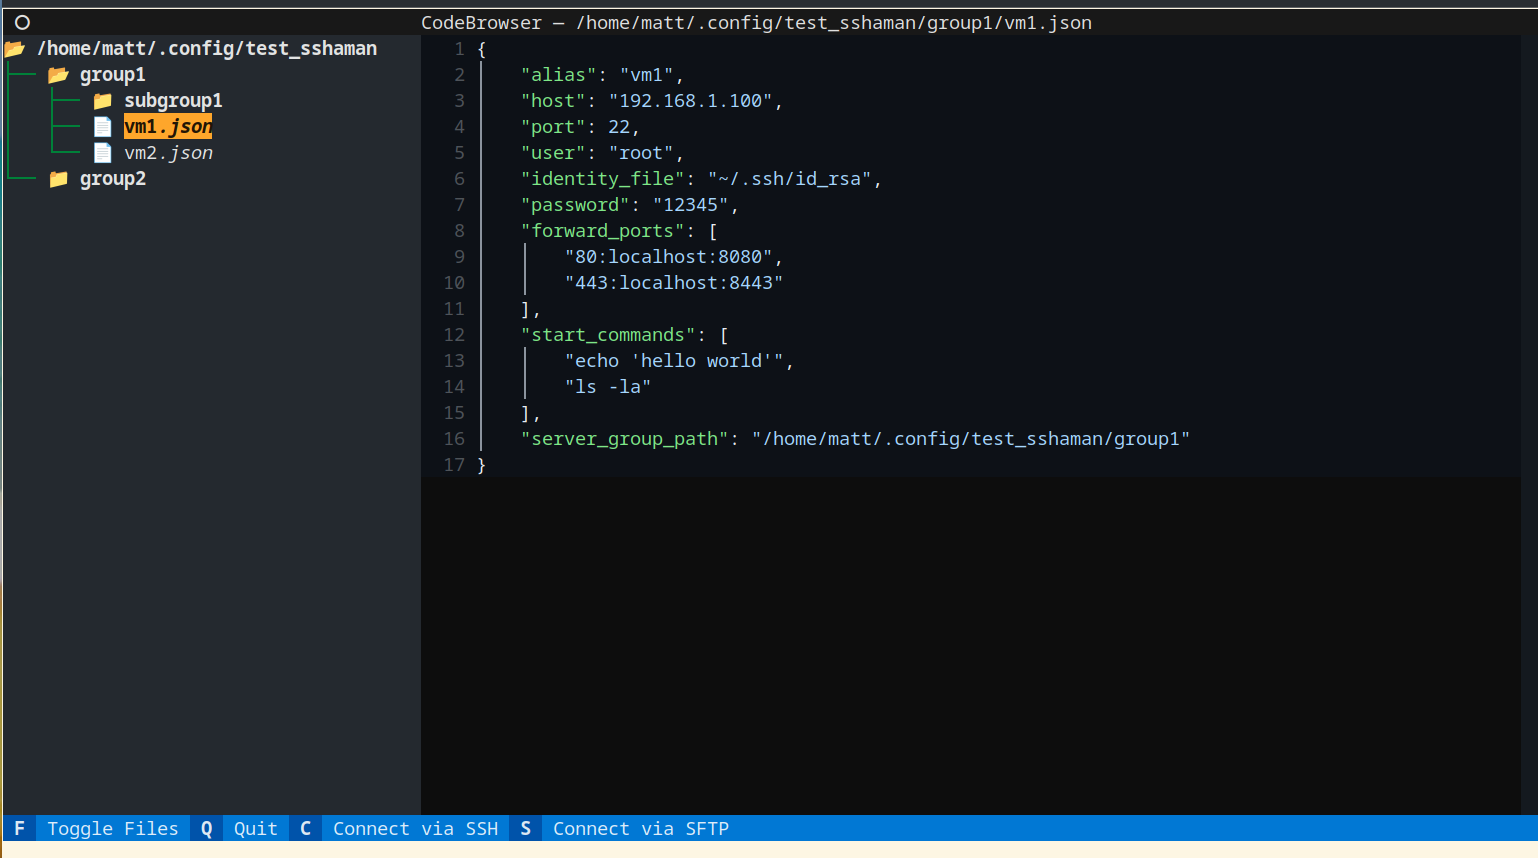 CodeBrowser — /home/matt/.config/test_sshaman/group1/vm1.json
/home/matt/.config/test_sshaman
group1
subgroup1
vm1.json
vm2.json
group2
1 {
2     "alias": "vm1",
3     "host": "192.168.1.100",
4     "port": 22,
5     "user": "root",
6     "identity_file": "~/.ssh/id_rsa",
7     "password": "12345",
8     "forward_ports": [
9         "80:localhost:8080",
10         "443:localhost:8443"
11     ],
12     "start_commands": [
13         "echo 'hello world'",
14         "ls -la"
15     ],
16     "server_group_path": "/home/matt/.config/test_sshaman/group1"
17 }
F Toggle Files Q Quit C Connect via SSH S Connect via SFTP